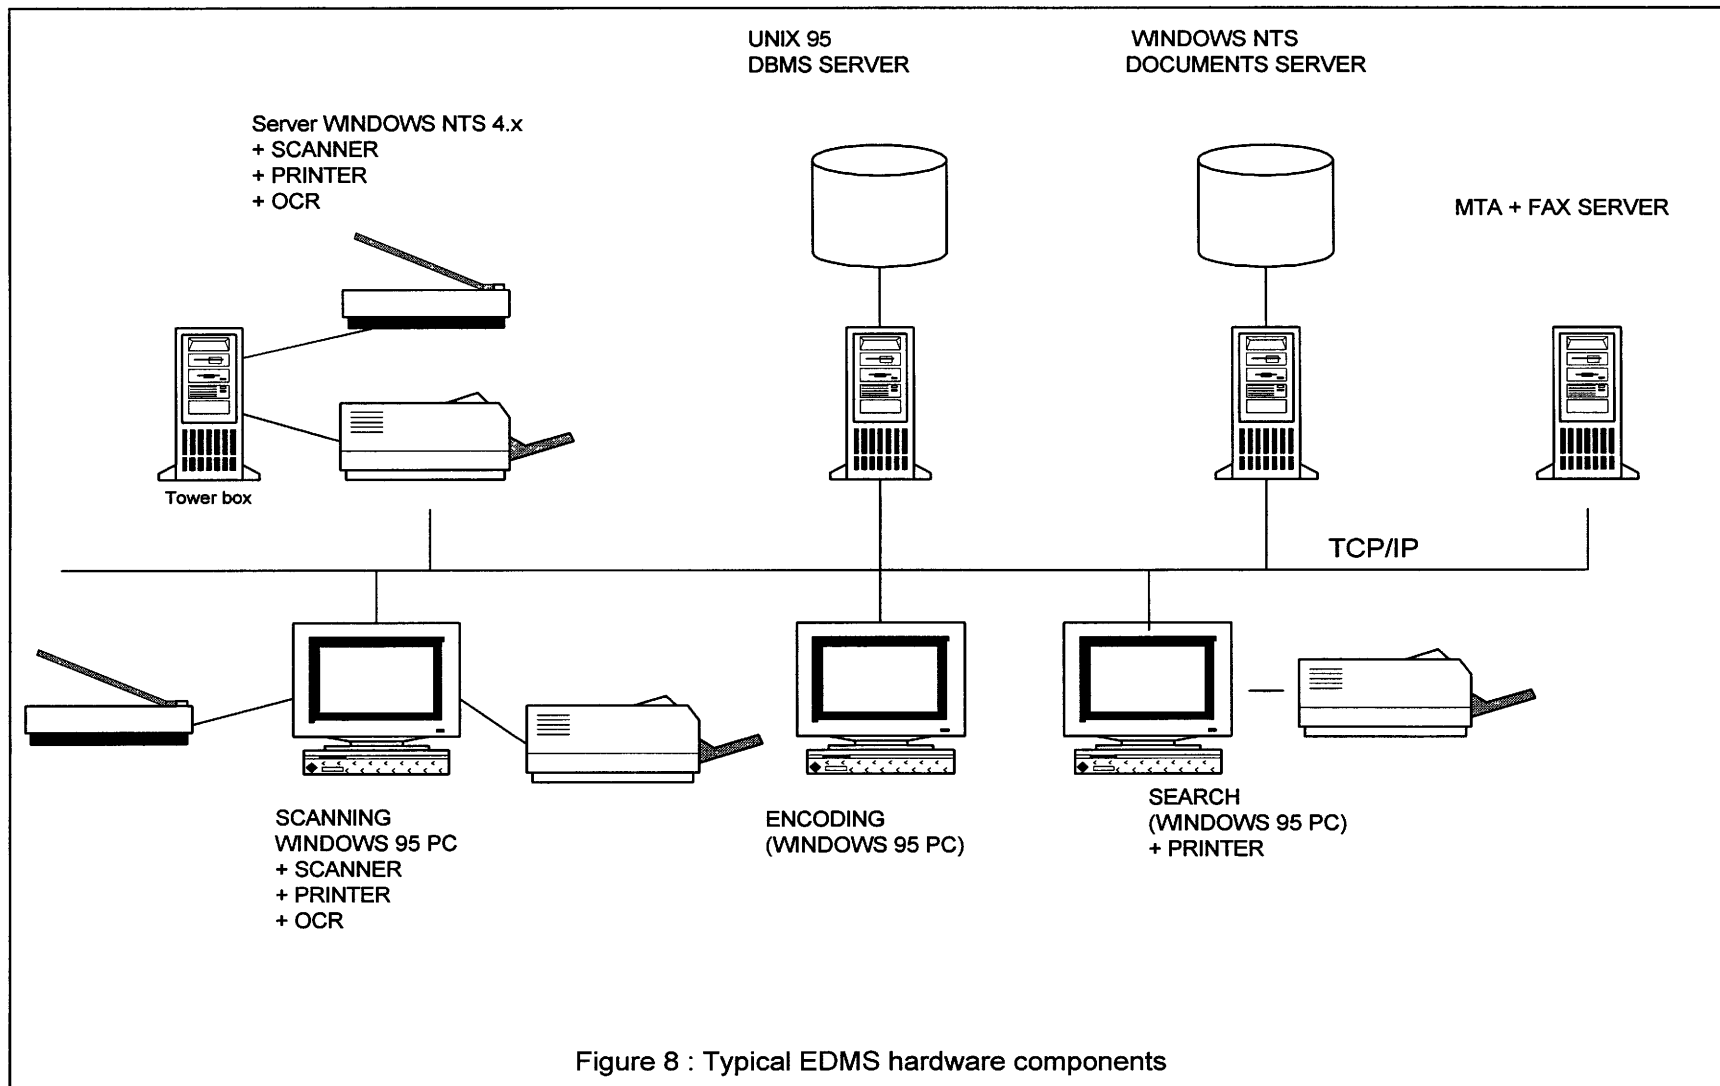 UNIX 95
DBMS SERVER
WINDOWS NTS
DOCUMENTS SERVER
Server WINDOWS NTS 4.x
+ SCANNER
+ PRINTER
+ OCR
MTA + FAX SERVER
Tower box
TCP/IP
SCANNING
WINDOWS 95 PC
+ SCANNER
+ PRINTER
+ OCR
ENCODING
(WINDOWS 95 PC)
SEARCH
(WINDOWS 95 PC)
+ PRINTER
Figure 8 : Typical EDMS hardware components